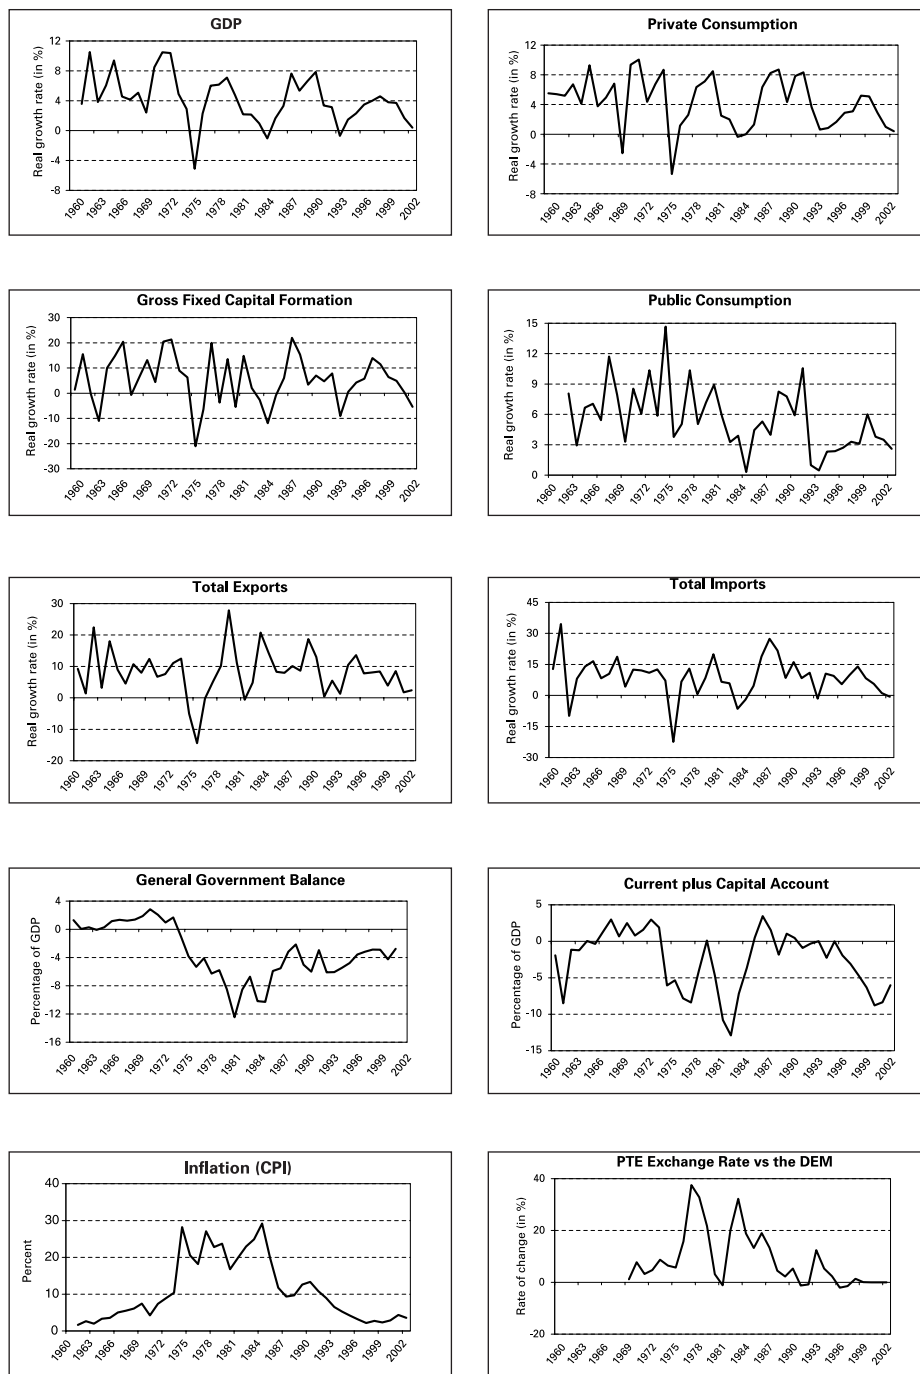 GDP
Real growth rate (in %)
12
8
4
0
-4
-8
1960 1963 1966 1969 1972 1975 1978 1981 1984 1987 1990 1993 1996 1999 2002
Private Consumption
Real growth rate (in %)
12
8
4
0
-4
-8
1960 1963 1966 1969 1972 1975 1978 1981 1984 1987 1990 1993 1996 1999 2002
Gross Fixed Capital Formation
Real growth rate (in %)
30
20
10
0
-10
-20
-30
1960 1963 1966 1969 1972 1975 1978 1981 1984 1987 1990 1993 1996 1999 2002
Public Consumption
Real growth rate (in %)
15
12
9
6
3
0
1960 1963 1966 1969 1972 1975 1978 1981 1984 1987 1990 1993 1996 1999 2002
Total Exports
Real growth rate (in %)
30
20
10
0
-10
-20
1960 1963 1966 1969 1972 1975 1978 1981 1984 1987 1990 1993 1996 1999 2002
Total Imports
Real growth rate (in %)
45
30
15
0
-15
-30
1960 1963 1966 1969 1972 1975 1978 1981 1984 1987 1990 1993 1996 1999 2002
General Government Balance
Percentage of GDP
4
0
-4
-8
-12
-16
1960 1963 1966 1969 1972 1975 1978 1981 1984 1987 1990 1993 1996 1999 2002
Current plus Capital Account
Percentage of GDP
5
0
-5
-10
-15
1960 1963 1966 1969 1972 1975 1978 1981 1984 1987 1990 1993 1996 1999 2002
Inflation (CPI)
Percent
40
30
20
10
0
1960 1963 1966 1969 1972 1975 1978 1981 1984 1987 1990 1993 1996 1999 2002
PTE Exchange Rate vs the DEM
Rate of change (in %)
40
20
0
-20
1960 1963 1966 1969 1972 1975 1978 1981 1984 1987 1990 1993 1996 1999 2002